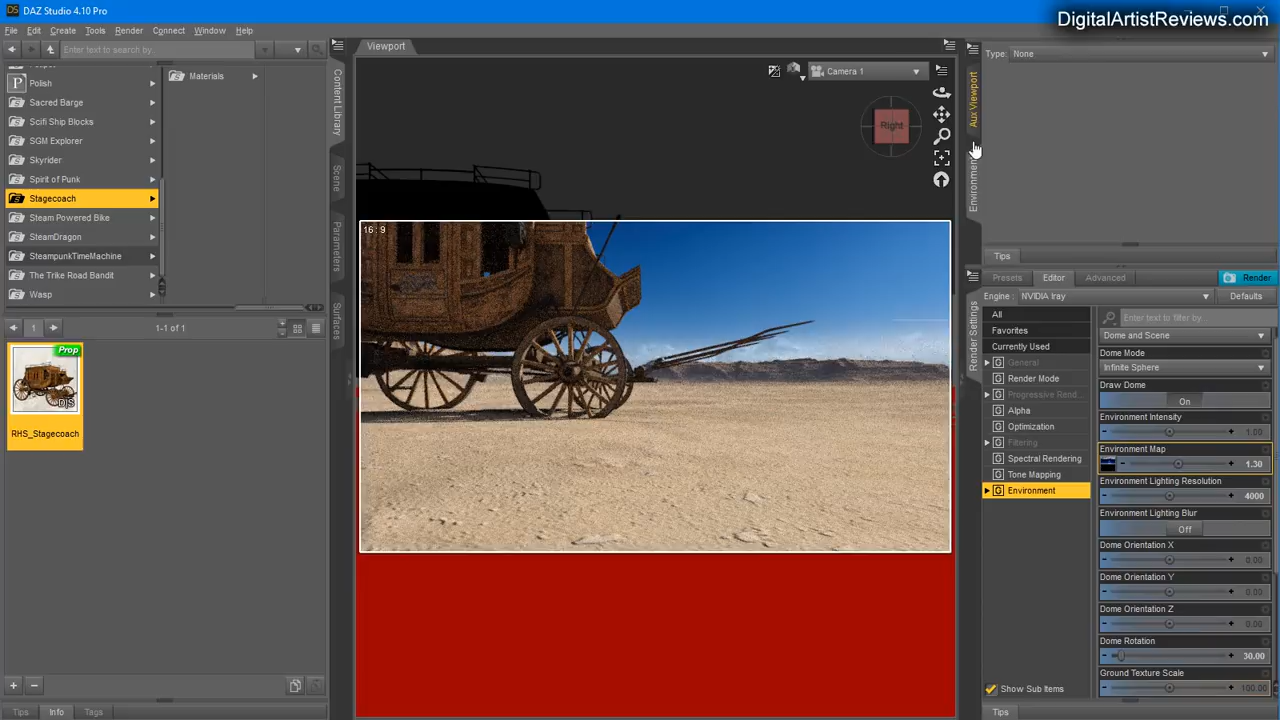 DAZ Studio 4.10 Pro
DigitalArtistReviews.com
File Edit Create Tools Render Connect Window Help
Enter text to search by.
Polish
Sacred Barge
Scifi Ship Blocks
SGM Explorer
Skyrider
Spirit of Punk
Stagecoach
Steam Powered Bike
SteamDragon
SteampunkTimeMachine
The Trike Road Bandit
Wasp
Materials
1
1-1 of 1
Prop
D|S
RHS_Stagecoach
Tips Info Tags
Content Library
Scene
Parameters
Surfaces
Viewport
Camera 1
Right
16 : 9
Aux Viewport
Environment
Type: None
Tips
Render Settings
Presets Editor Advanced Render
Engine : NVIDIA Iray Defaults
All
Favorites
Currently Used
General
Render Mode
Progressive Rend...
Alpha
Optimization
Filtering
Spectral Rendering
Tone Mapping
Environment
Show Sub Items
Enter text to filter by...
Dome and Scene
Dome Mode
Infinite Sphere
Draw Dome
On
Environment Intensity
1.00
Environment Map
1.30
Environment Lighting Resolution
4000
Environment Lighting Blur
Off
Dome Orientation X
0.00
Dome Orientation Y
0.00
Dome Orientation Z
0.00
Dome Rotation
30.00
Ground Texture Scale
100.00
Tips